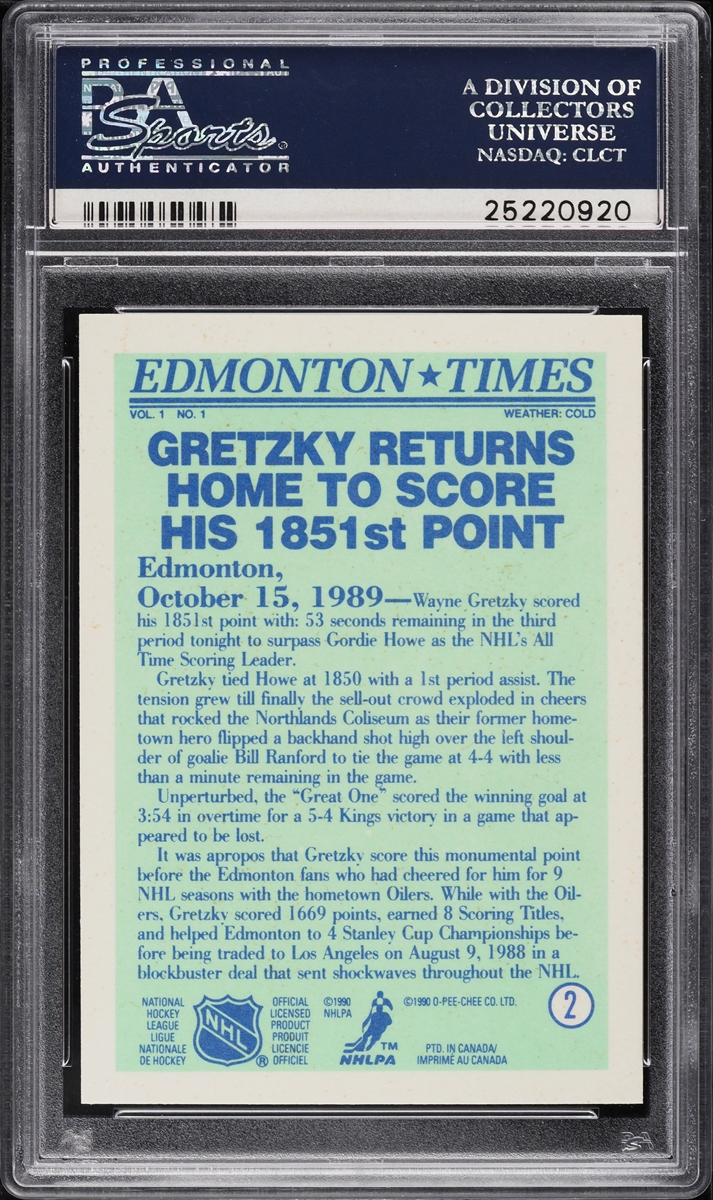 PROFESSIONAL
PSA
Sports
AUTHENTICATOR
A DIVISION OF
COLLECTORS
UNIVERSE
NASDAQ: CLCT
25220920
EDMONTON ★ TIMES
VOL. 1 NO. 1 WEATHER: COLD
GRETZKY RETURNS
HOME TO SCORE
HIS 1851st POINT
Edmonton,
October 15, 1989—Wayne Gretzky scored
his 1851st point with: 53 seconds remaining in the third
period tonight to surpass Gordie Howe as the NHL's All
Time Scoring Leader.
Gretzky tied Howe at 1850 with a 1st period assist. The
tension grew till finally the sell-out crowd exploded in cheers
that rocked the Northlands Coliseum as their former home-
town hero flipped a backhand shot high over the left shoul-
der of goalie Bill Ranford to tie the game at 4-4 with less
than a minute remaining in the game.
Unperturbed, the "Great One" scored the winning goal at
3:54 in overtime for a 5-4 Kings victory in a game that ap-
peared to be lost.
It was apropos that Gretzky score this monumental point
before the Edmonton fans who had cheered for him for 9
NHL seasons with the hometown Oilers. While with the Oil-
ers, Gretzky scored 1669 points, earned 8 Scoring Titles,
and helped Edmonton to 4 Stanley Cup Championships be-
fore being traded to Los Angeles on August 9, 1988 in a
blockbuster deal that sent shockwaves throughout the NHL.
NATIONAL
HOCKEY
LEAGUE
LIGUE
NATIONALE
DE HOCKEY
NHL
®
OFFICIAL
LICENSED
PRODUCT
PRODUIT
LICENCIE
OFFICIEL
©1990
NHLPA
TM
NHLPA
©1990 O-PEE-CHEE CO. LTD.
PTD. IN CANADA/
IMPRIME AU CANADA
2
PSA